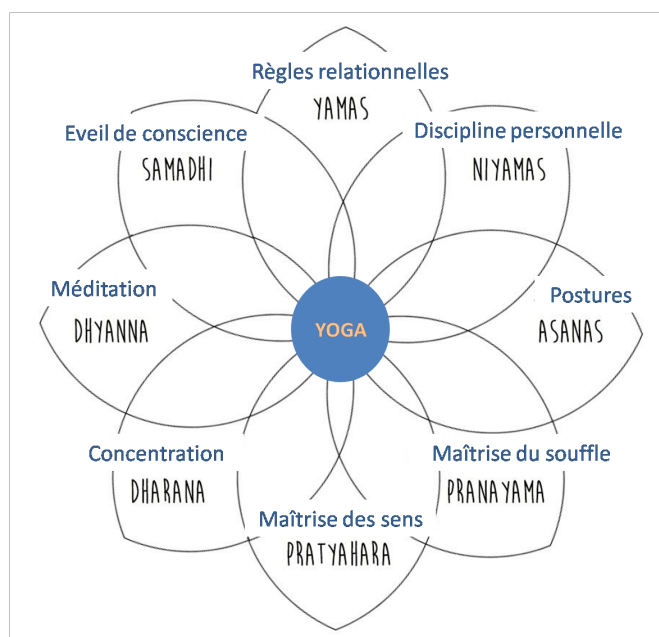 Règles relationnelles
YAMAS
Discipline personnelle
NIYAMAS
Postures
ASANAS
Maîtrise du souffle
PRANAYAMA
Maîtrise des sens
PRATYAHARA
Concentration
DHARANA
Méditation
DHYANNA
Eveil de conscience
SAMADHI
YOGA